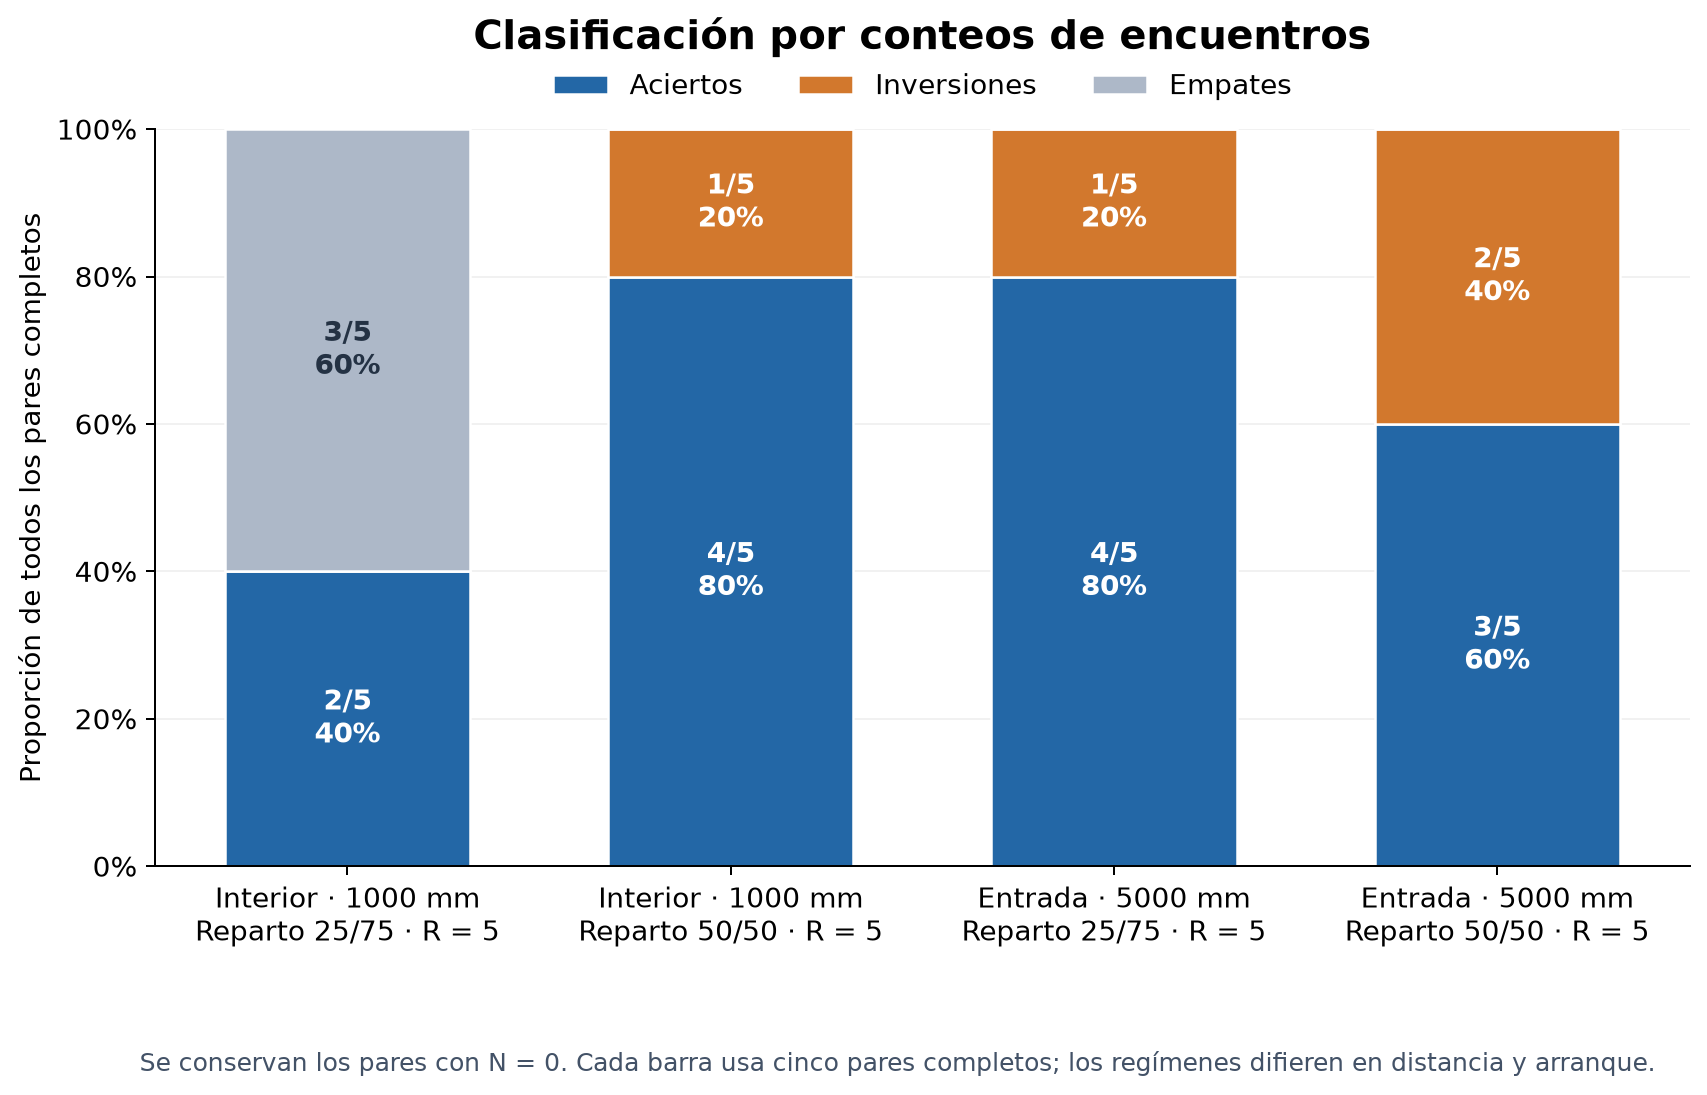 Clasificación por conteos de encuentros
Aciertos
Inversiones
Empates
Proporción de todos los pares completos
100%
80%
60%
40%
20%
0%
3/5
60%
2/5
40%
1/5
20%
4/5
80%
1/5
20%
4/5
80%
2/5
40%
3/5
60%
Interior · 1000 mm
Reparto 25/75 · R = 5
Interior · 1000 mm
Reparto 50/50 · R = 5
Entrada · 5000 mm
Reparto 25/75 · R = 5
Entrada · 5000 mm
Reparto 50/50 · R = 5
Se conservan los pares con N = 0. Cada barra usa cinco pares completos; los regímenes difieren en distancia y arranque.